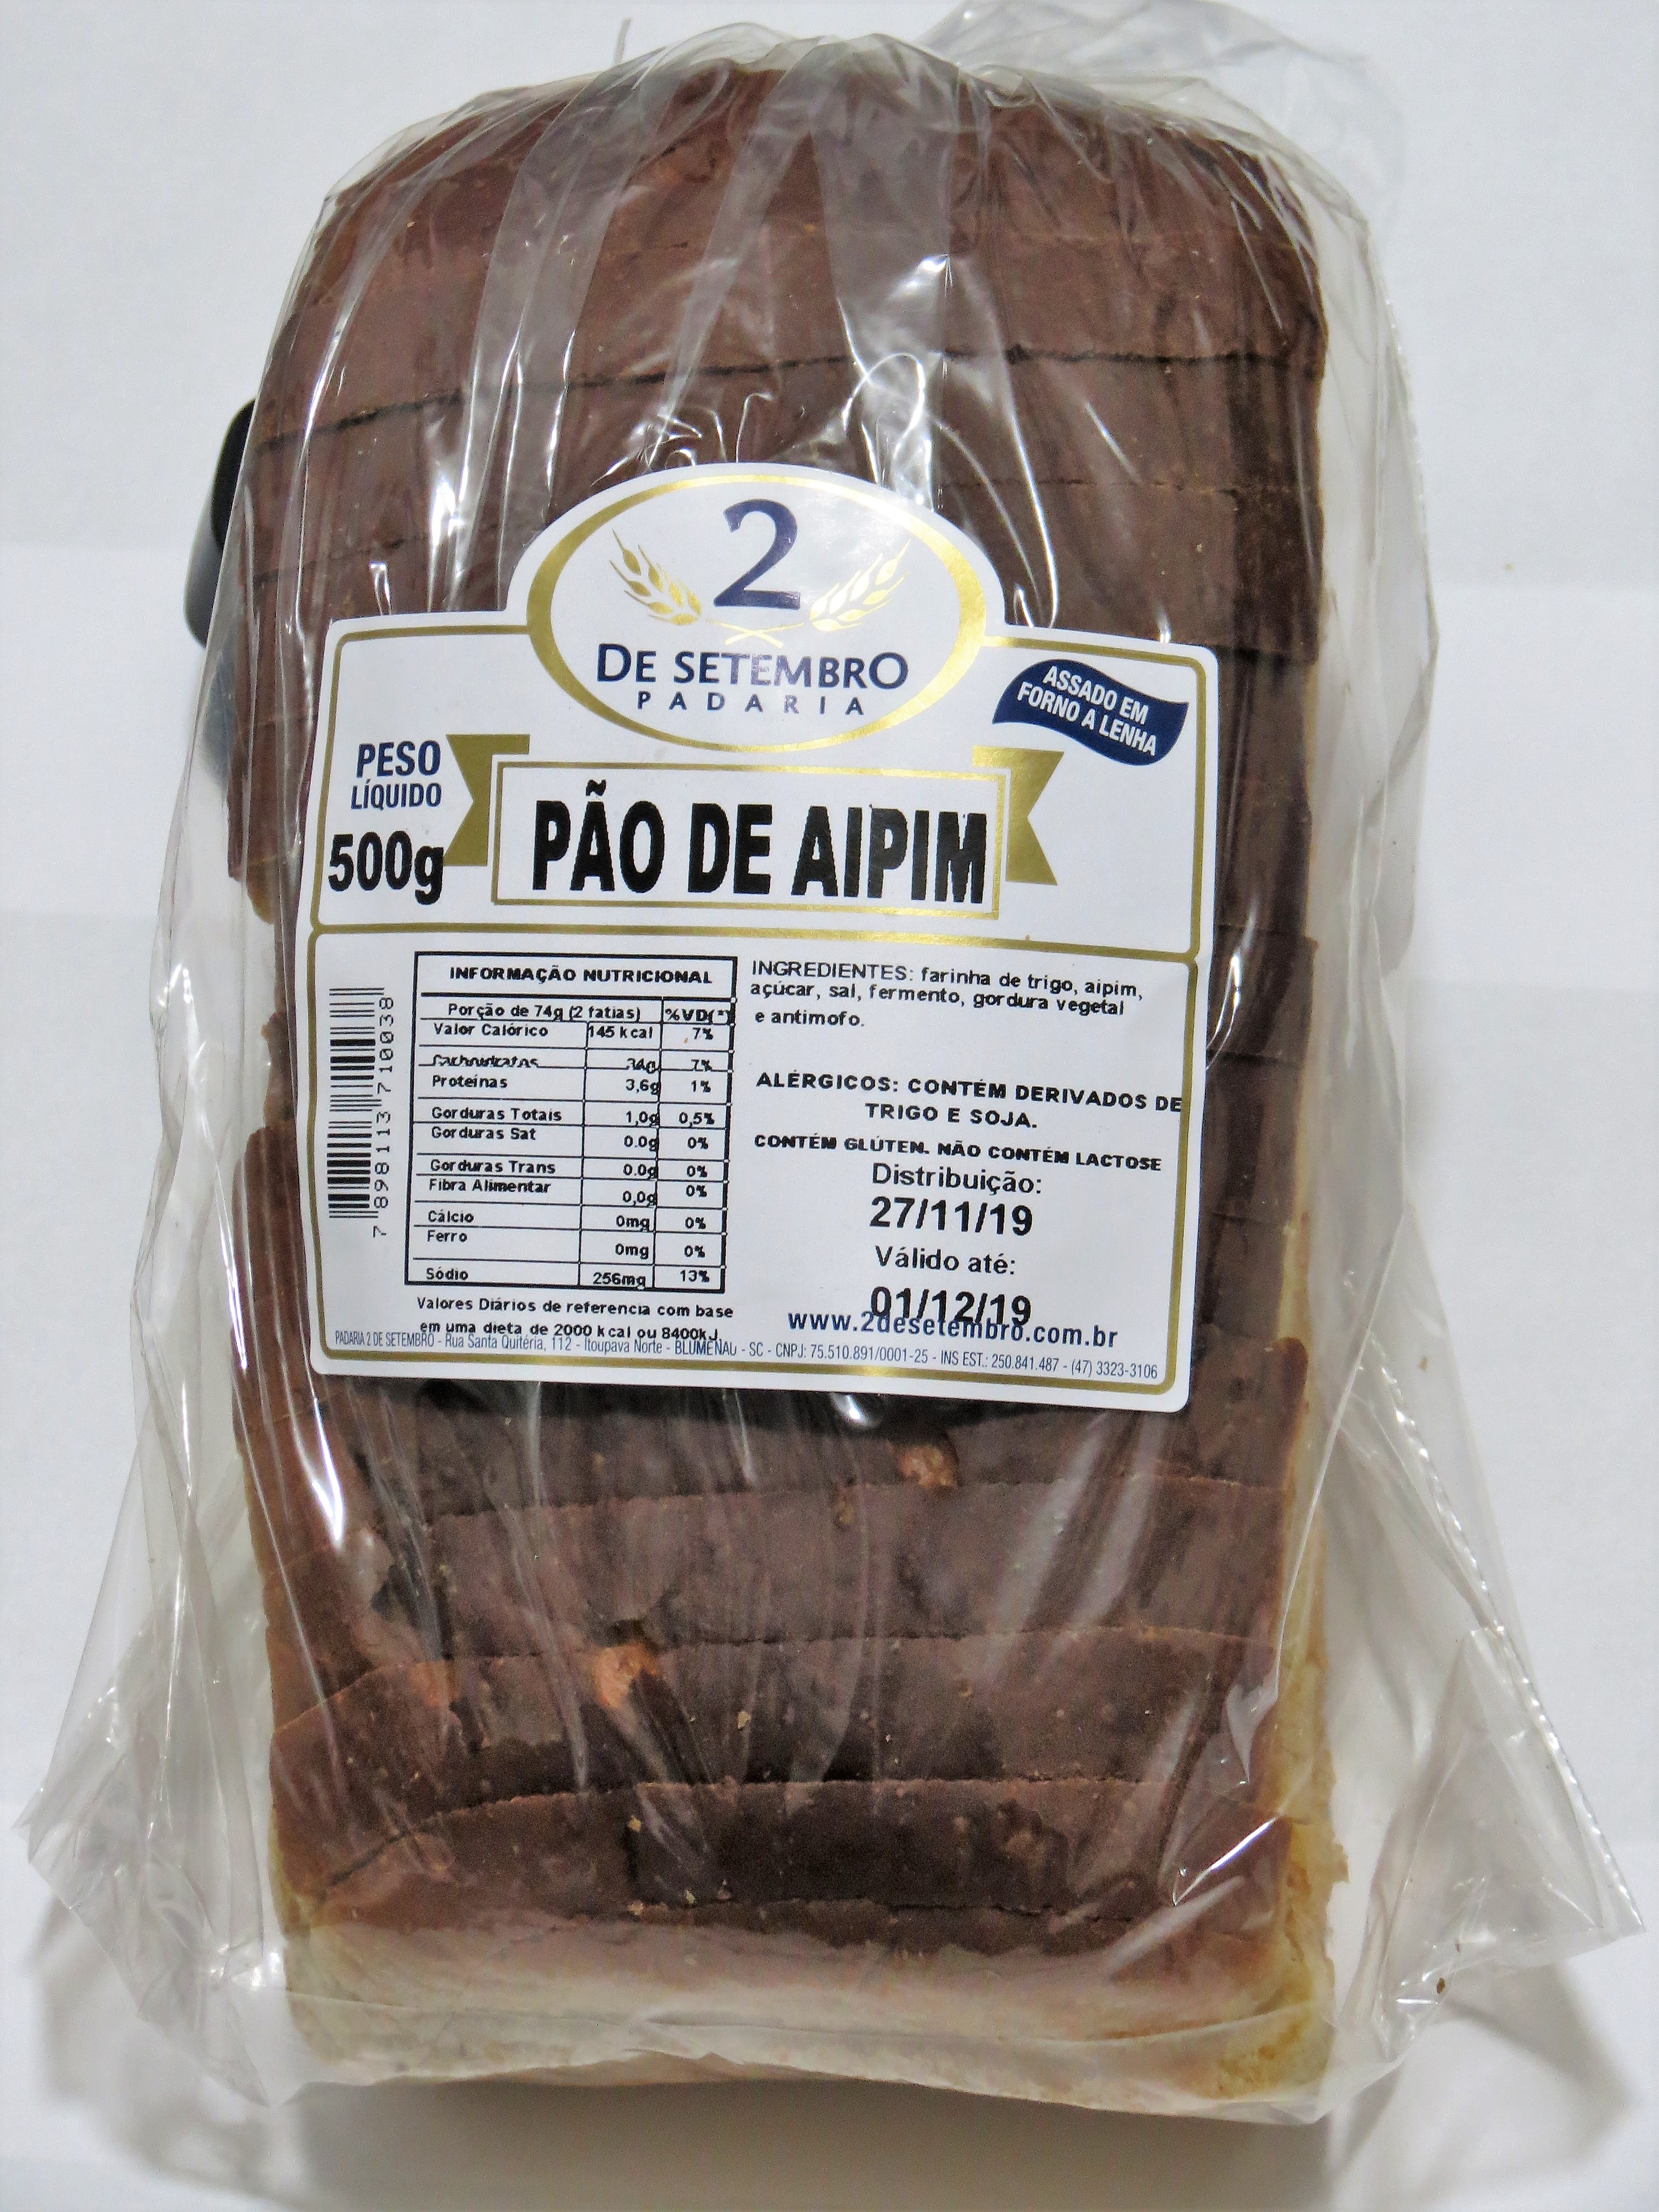 2
DE SETEMBRO
PADARIA
ASSADO EM
FORNO A LENHA
PESO
LÍQUIDO
500g
PÃO DE AIPIM
INFORMAÇÃO NUTRICIONAL
Porção de 74g (2 fatias) %VD(*)
Valor Calórico 145 kcal 7%
Carboidratos 34g 7%
Proteínas 3,6g 1%
Gorduras Totais 1,0g 0,5%
Gorduras Sat 0.0g 0%
Gorduras Trans 0.0g 0%
Fibra Alimentar 0,0g 0%
Cálcio 0mg 0%
Ferro 0mg 0%
Sódio 256mg 13%
Valores Diários de referencia com base
em uma dieta de 2000 kcal ou 8400kJ.
7 898113 710038
INGREDIENTES: farinha de trigo, aipim,
açúcar, sal, fermento, gordura vegetal
e antimofo.
ALÉRGICOS: CONTÉM DERIVADOS DE
TRIGO E SOJA.
CONTÉM GLÚTEN. NÃO CONTÉM LACTOSE
Distribuição:
27/11/19
Válido até:
01/12/19
www.2desetembro.com.br
PADARIA 2 DE SETEMBRO - Rua Santa Quitéria, 112 - Itoupava Norte - BLUMENAU - SC - CNPJ: 75.510.891/0001-25 - INS EST.: 250.841.487 - (47) 3323-3106